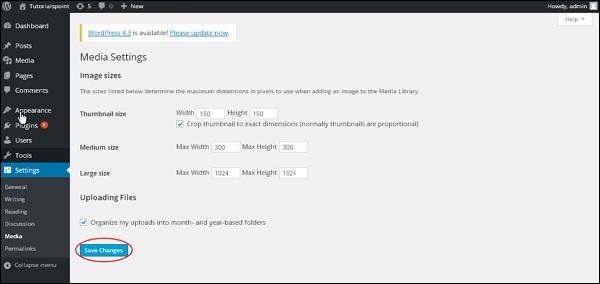 Tutorialspoint 5 0 + New
Howdy, admin
Help
Dashboard
Posts
Media
Pages
Comments
Appearance
Plugins
Users
Tools
Settings
General
Writing
Reading
Discussion
Media
Permalinks
Collapse menu
WordPress 4.3 is available! Please update now.
Media Settings
Image sizes
The sizes listed below determine the maximum dimensions in pixels to use when adding an image to the Media Library.
Thumbnail size Width 150 Height 150
Crop thumbnail to exact dimensions (normally thumbnails are proportional)
Medium size Max Width 300 Max Height 300
Large size Max Width 1024 Max Height 1024
Uploading Files
Organize my uploads into month- and year-based folders
Save Changes